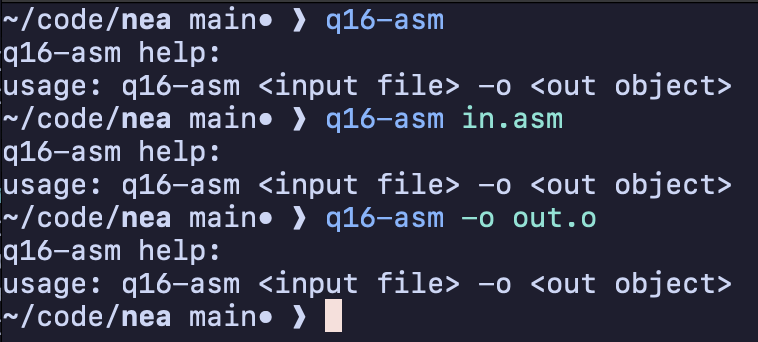 ~/code/nea main• ❯ q16-asm
q16-asm help:
usage: q16-asm <input file> -o <out object>
~/code/nea main• ❯ q16-asm in.asm
q16-asm help:
usage: q16-asm <input file> -o <out object>
~/code/nea main• ❯ q16-asm -o out.o
q16-asm help:
usage: q16-asm <input file> -o <out object>
~/code/nea main• ❯